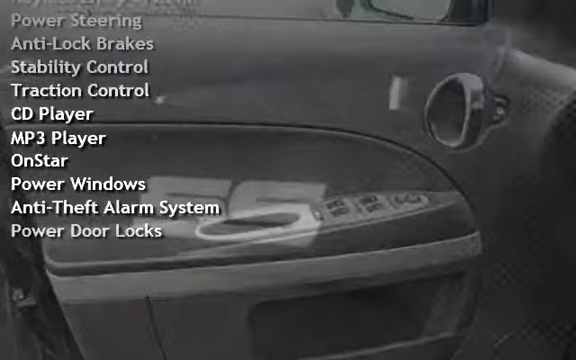 Power Steering
Anti-Lock Brakes
Stability Control
Traction Control
CD Player
MP3 Player
OnStar
Power Windows
Anti-Theft Alarm System
Power Door Locks